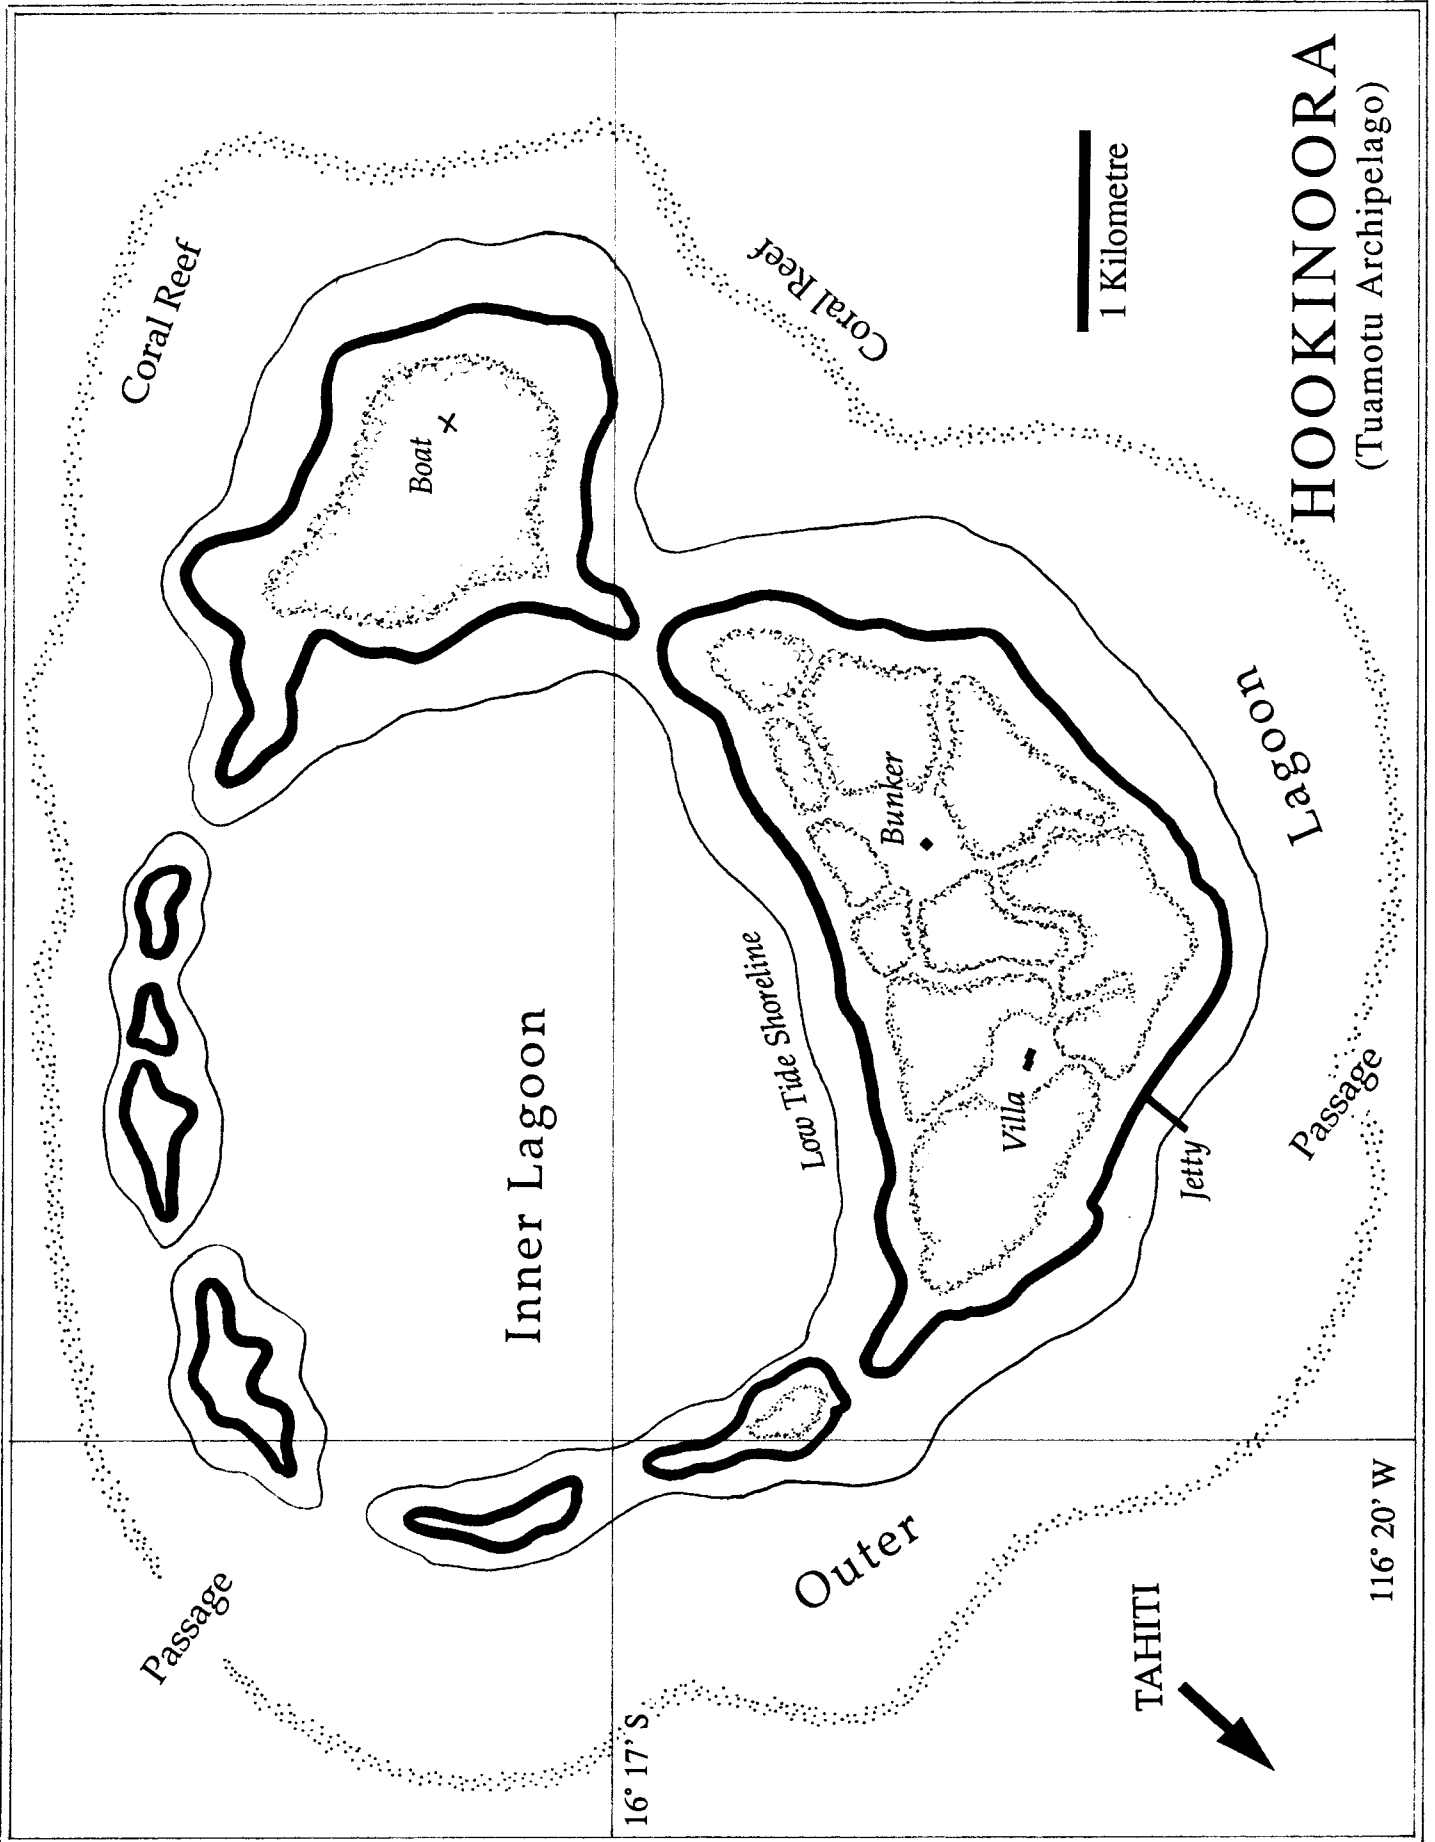 Coral Reef
Coral Reef
Boat
1 Kilometre
HOOKINOORA
(Tuamotu Archipelago)
Bunker
Lagoon
Low Tide Shoreline
Inner Lagoon
Villa
Jetty
Passage
Passage
Outer
TAHITI
16° 17' S
116° 20' W